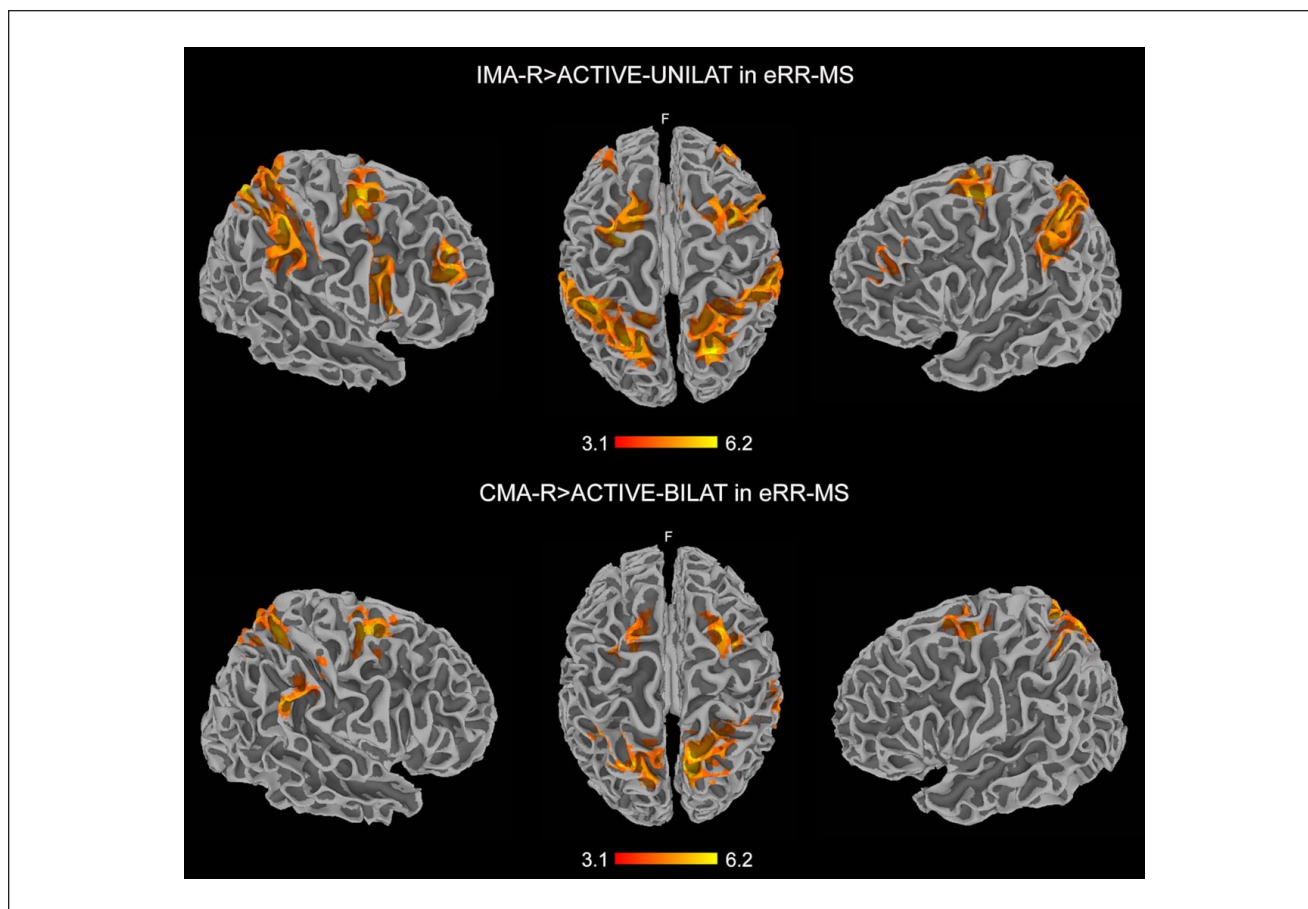 IMA-R>ACTIVE-UNILAT in eRR-MS
F
3.1 6.2
CMA-R>ACTIVE-BILAT in eRR-MS
F
3.1 6.2